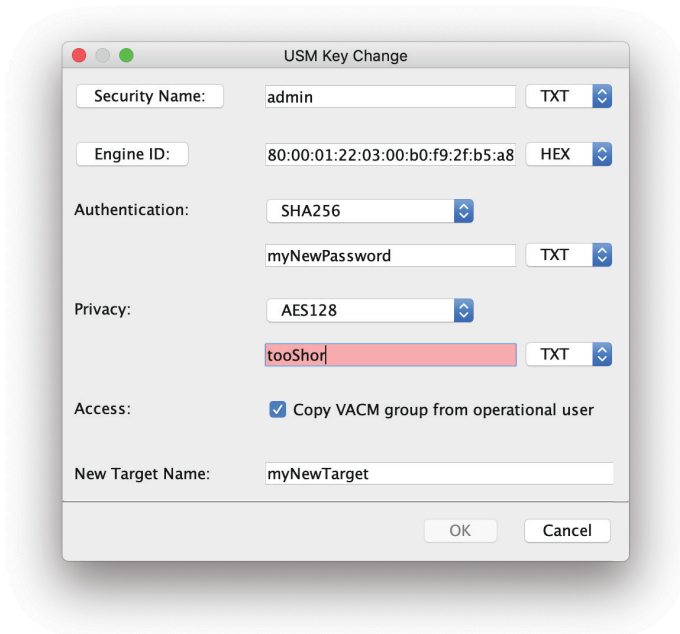 USM Key Change
Security Name: admin TXT
Engine ID: 80:00:01:22:03:00:b0:f9:2f:b5:a8 HEX
Authentication: SHA256
myNewPassword TXT
Privacy: AES128
tooShor TXT
Access: Copy VACM group from operational user
New Target Name: myNewTarget
OK Cancel